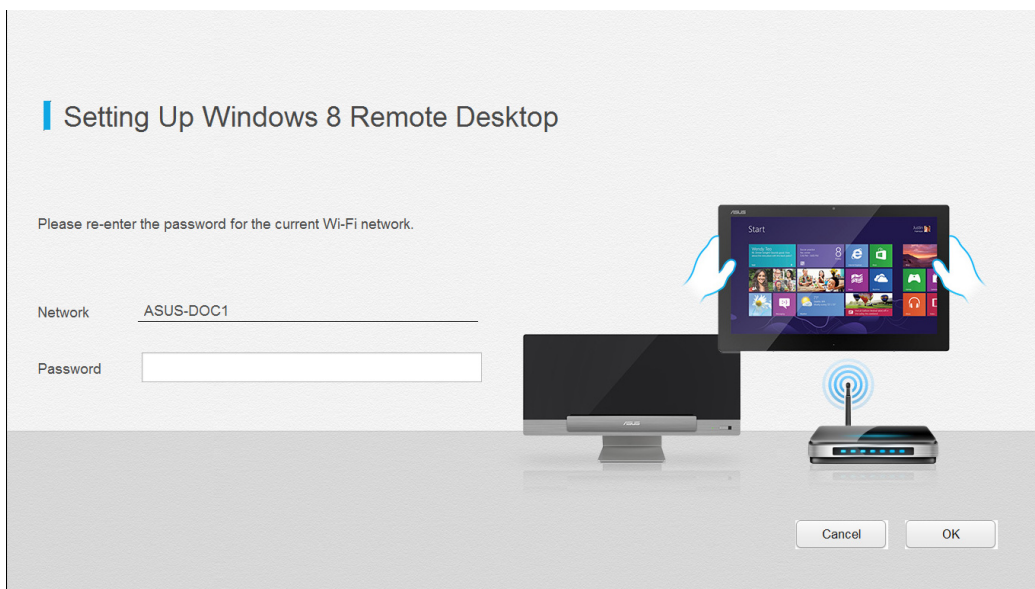 Setting Up Windows 8 Remote Desktop
Please re-enter the password for the current Wi-Fi network.
ASUS
Start
Network
ASUS-DOC1
Password
ASUS
Cancel
OK